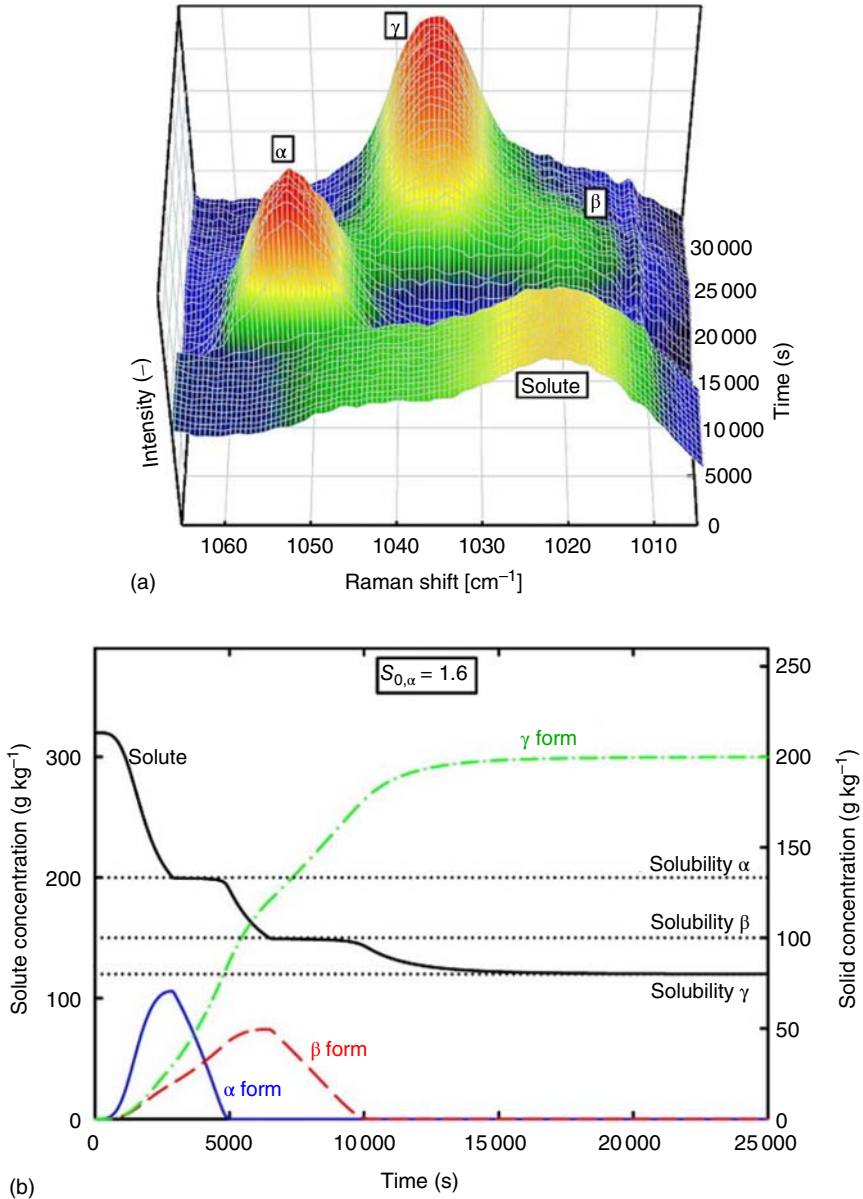 γ
α
β
Solute
Intensity (–)
Time (s)
30 000
25 000
20 000
15 000
10 000
5000
0
1060 1050 1040 1030 1020 1010
(a)
Raman shift [cm⁻¹]
S0,α = 1.6
Solute
γ form
Solubility α
Solubility β
Solubility γ
β form
α form
Solute concentration (g kg⁻¹)
300
200
100
0
Solid concentration (g kg⁻¹)
250
200
150
100
50
0
0 5000 10 000 15 000 20 000 25 000
Time (s)
(b)